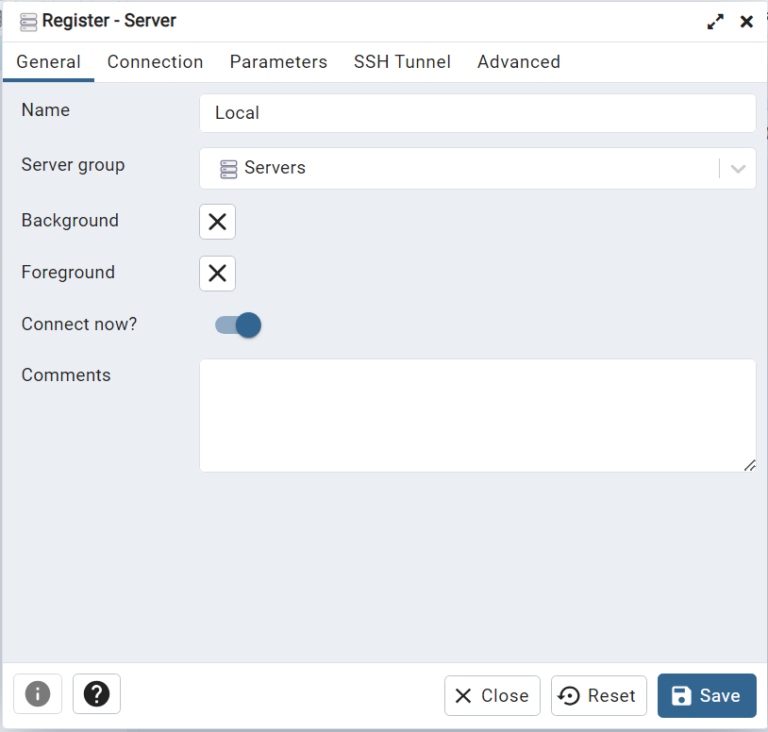 Register - Server
General Connection Parameters SSH Tunnel Advanced
Name Local
Server group Servers
Background
Foreground
Connect now?
Comments
Close Reset Save